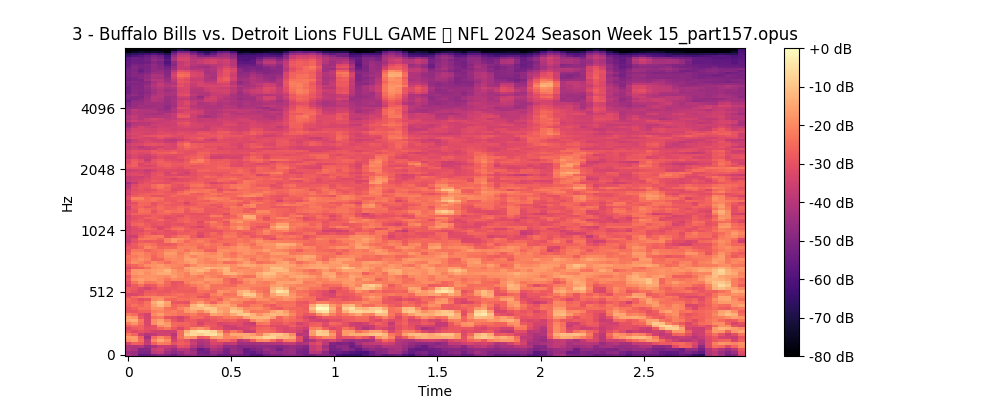 3 - Buffalo Bills vs. Detroit Lions FULL GAME  NFL 2024 Season Week 15_part157.opus
Hz
4096
2048
1024
512
0
0
0.5
1
1.5
2
2.5
Time
+0 dB
-10 dB
-20 dB
-30 dB
-40 dB
-50 dB
-60 dB
-70 dB
-80 dB